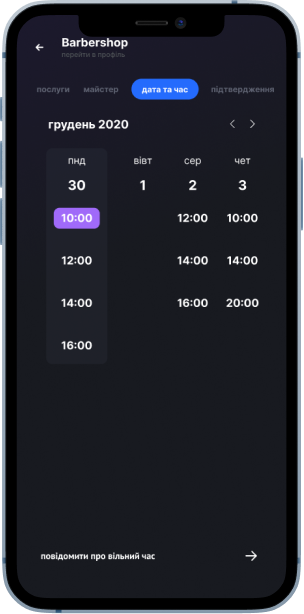 Barbershop
перейти в профіль
послуги майстер дата та час підтвердження
грудень 2020
пнд вівт сер чет
30 1 2 3
10:00 12:00 10:00
12:00 14:00 14:00
14:00 16:00 20:00
16:00
повідомити про вільний час